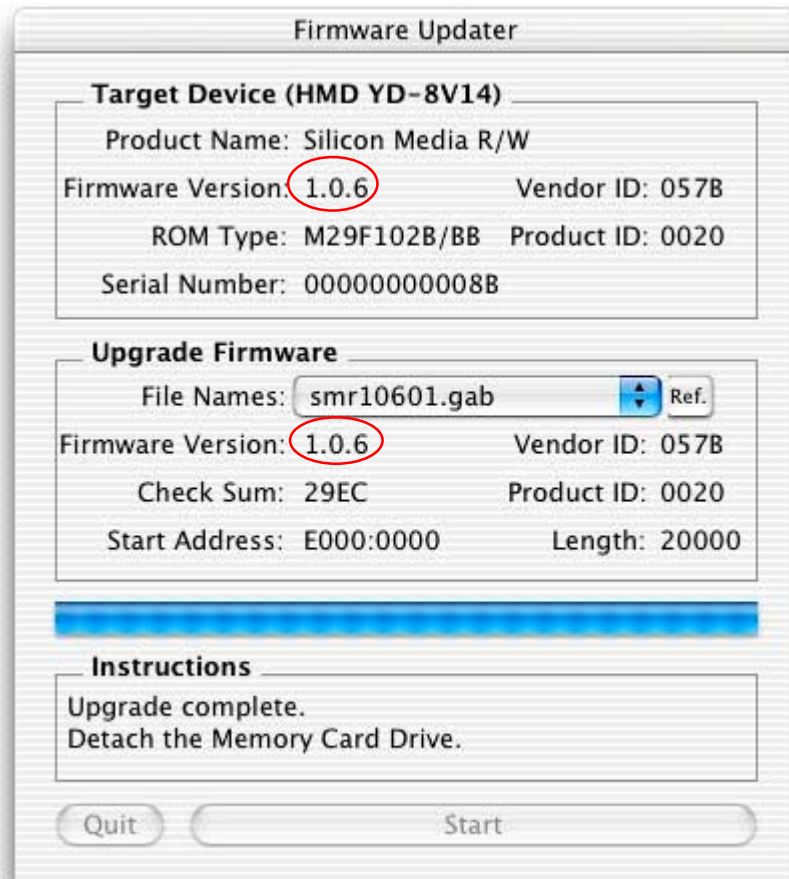 Firmware Updater
Target Device (HMD YD-8V14)
Product Name: Silicon Media R/W
Firmware Version: 1.0.6 Vendor ID: 057B
ROM Type: M29F102B/BB Product ID: 0020
Serial Number: 00000000008B
Upgrade Firmware
File Names: smr10601.gab Ref.
Firmware Version: 1.0.6 Vendor ID: 057B
Check Sum: 29EC Product ID: 0020
Start Address: E000:0000 Length: 20000
Instructions
Upgrade complete.
Detach the Memory Card Drive.
Quit Start